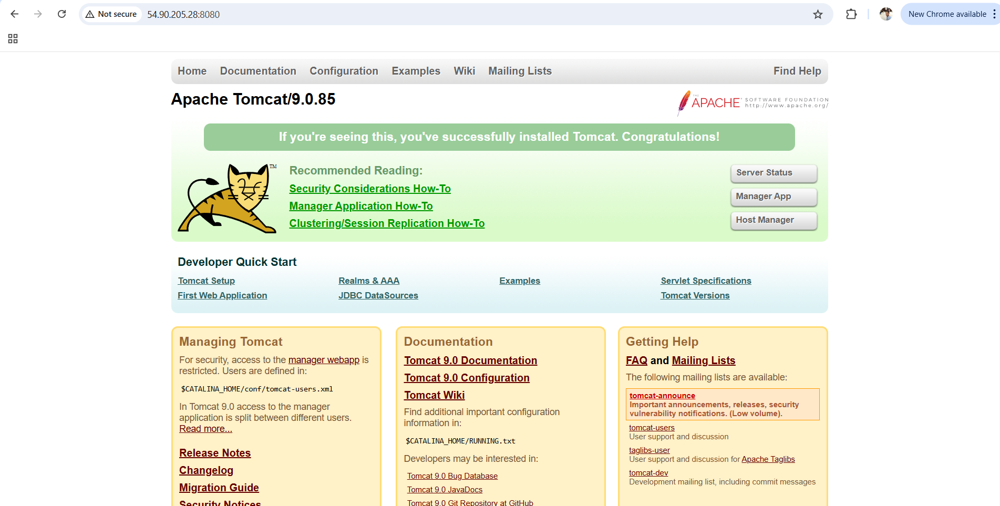 Not secure 54.90.205.28:8080
New Chrome available
Home Documentation Configuration Examples Wiki Mailing Lists Find Help
Apache Tomcat/9.0.85
THE APACHE SOFTWARE FOUNDATION
http://www.apache.org/
If you're seeing this, you've successfully installed Tomcat. Congratulations!
TM
Recommended Reading:
Security Considerations How-To
Manager Application How-To
Clustering/Session Replication How-To
Server Status
Manager App
Host Manager
Developer Quick Start
Tomcat Setup
First Web Application
Realms & AAA
JDBC DataSources
Examples
Servlet Specifications
Tomcat Versions
Managing Tomcat
For security, access to the manager webapp is
restricted. Users are defined in:
$CATALINA_HOME/conf/tomcat-users.xml
In Tomcat 9.0 access to the manager
application is split between different users.
Read more...
Release Notes
Changelog
Migration Guide
Security Notices
Documentation
Tomcat 9.0 Documentation
Tomcat 9.0 Configuration
Tomcat Wiki
Find additional important configuration
information in:
$CATALINA_HOME/RUNNING.txt
Developers may be interested in:
Tomcat 9.0 Bug Database
Tomcat 9.0 JavaDocs
Tomcat 9.0 Git Repository at GitHub
Getting Help
FAQ and Mailing Lists
The following mailing lists are available:
tomcat-announce
Important announcements, releases, security
vulnerability notifications. (Low volume).
tomcat-users
User support and discussion
taglibs-user
User support and discussion for Apache Taglibs
tomcat-dev
Development mailing list, including commit messages